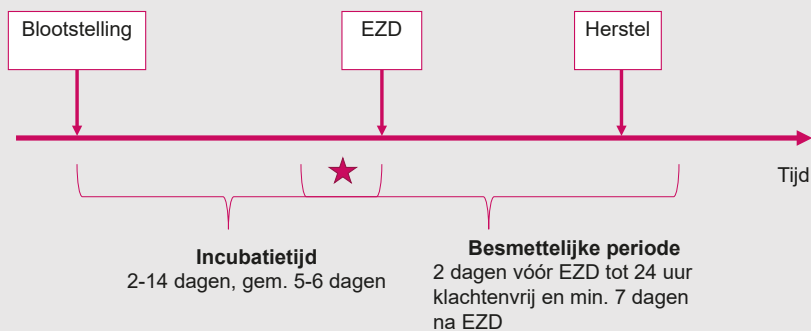 Blootstelling
EZD
Herstel
Tijd
Incubatietijd
2-14 dagen, gem. 5-6 dagen
Besmettelijke periode
2 dagen vóór EZD tot 24 uur
klachtenvrij en min. 7 dagen
na EZD